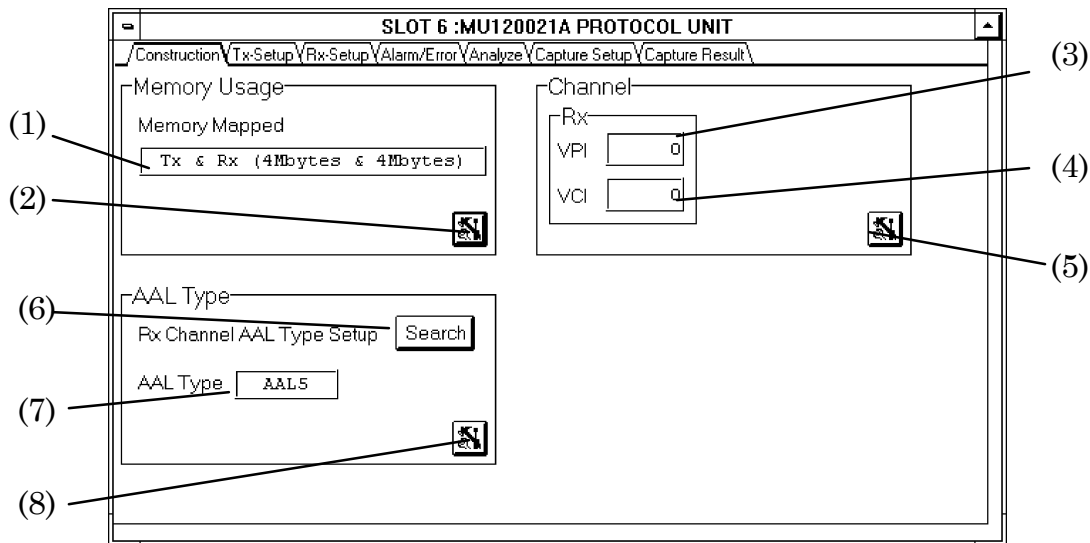 SLOT 6 :MU120021A PROTOCOL UNIT
Construction Tx-Setup Rx-Setup Alarm/Error Analyze Capture Setup Capture Result
(3)
Memory Usage
Channel
(1)
Memory Mapped
Rx
Tx & Rx (4Mbytes & 4Mbytes)
VPI 0
(4)
(2)
VCI 0
(5)
AAL Type
(6)
Rx Channel AAL Type Setup Search
AAL Type AAL5
(7)
(8)